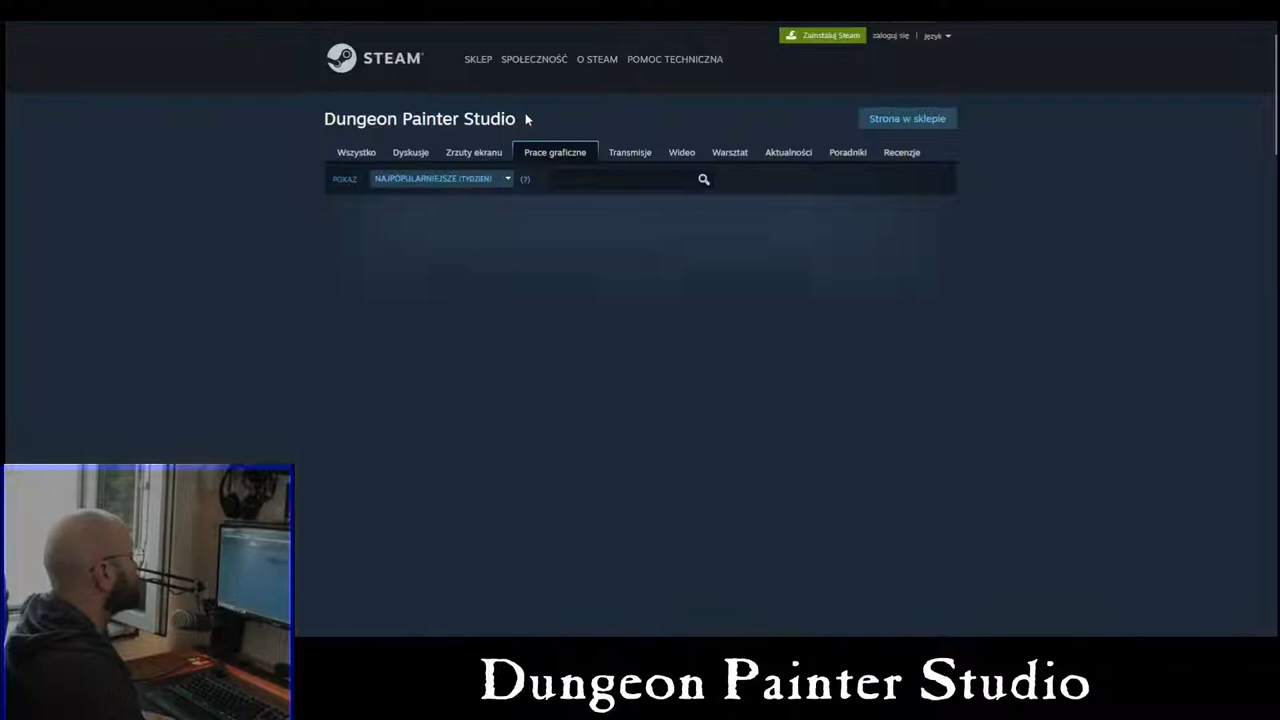 Zainstaluj Steam
zaloguj się | język
STEAM®
SKLEP SPOŁECZNOŚĆ O STEAM POMOC TECHNICZNA
Dungeon Painter Studio
Strona w sklepie
Wszystko Dyskusje Zrzuty ekranu Prace graficzne Transmisje Wideo Warsztat Aktualności Poradniki Recenzje
POKAŻ NAJPOPULARNIEJSZE (TYDZIEŃ) (?)
Dungeon Painter Studio